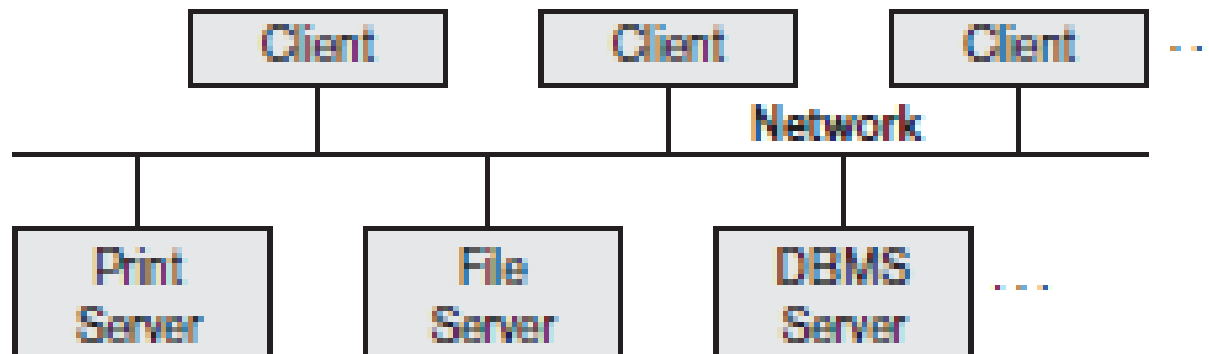 Client Client Client ...
Network
Print File DBMS ...
Server Server Server